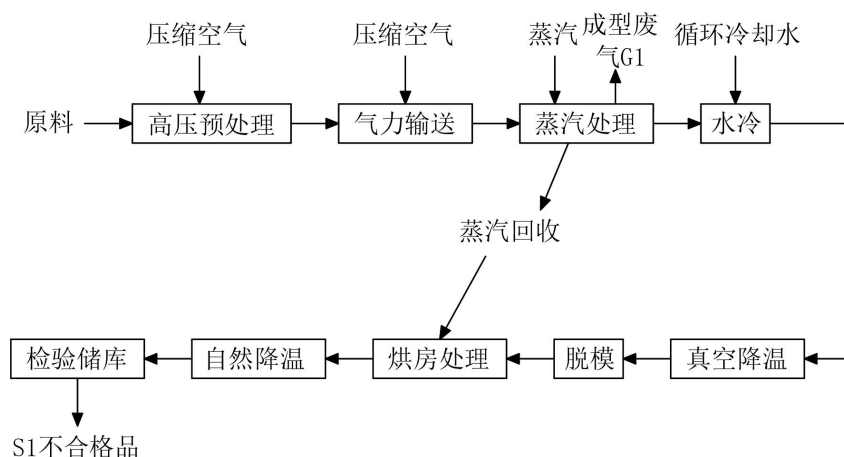 压缩空气
压缩空气
蒸汽
成型废
气G1
循环冷却水
原料
高压预处理
气力输送
蒸汽处理
水冷
蒸汽回收
检验储库
自然降温
烘房处理
脱模
真空降温
S1不合格品